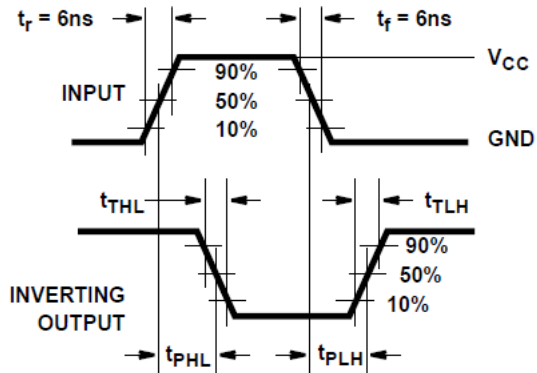 tr = 6ns
tf = 6ns
VCC
90%
INPUT
50%
10%
GND
tTHL
tTLH
90%
50%
INVERTING
OUTPUT
10%
tPHL
tPLH